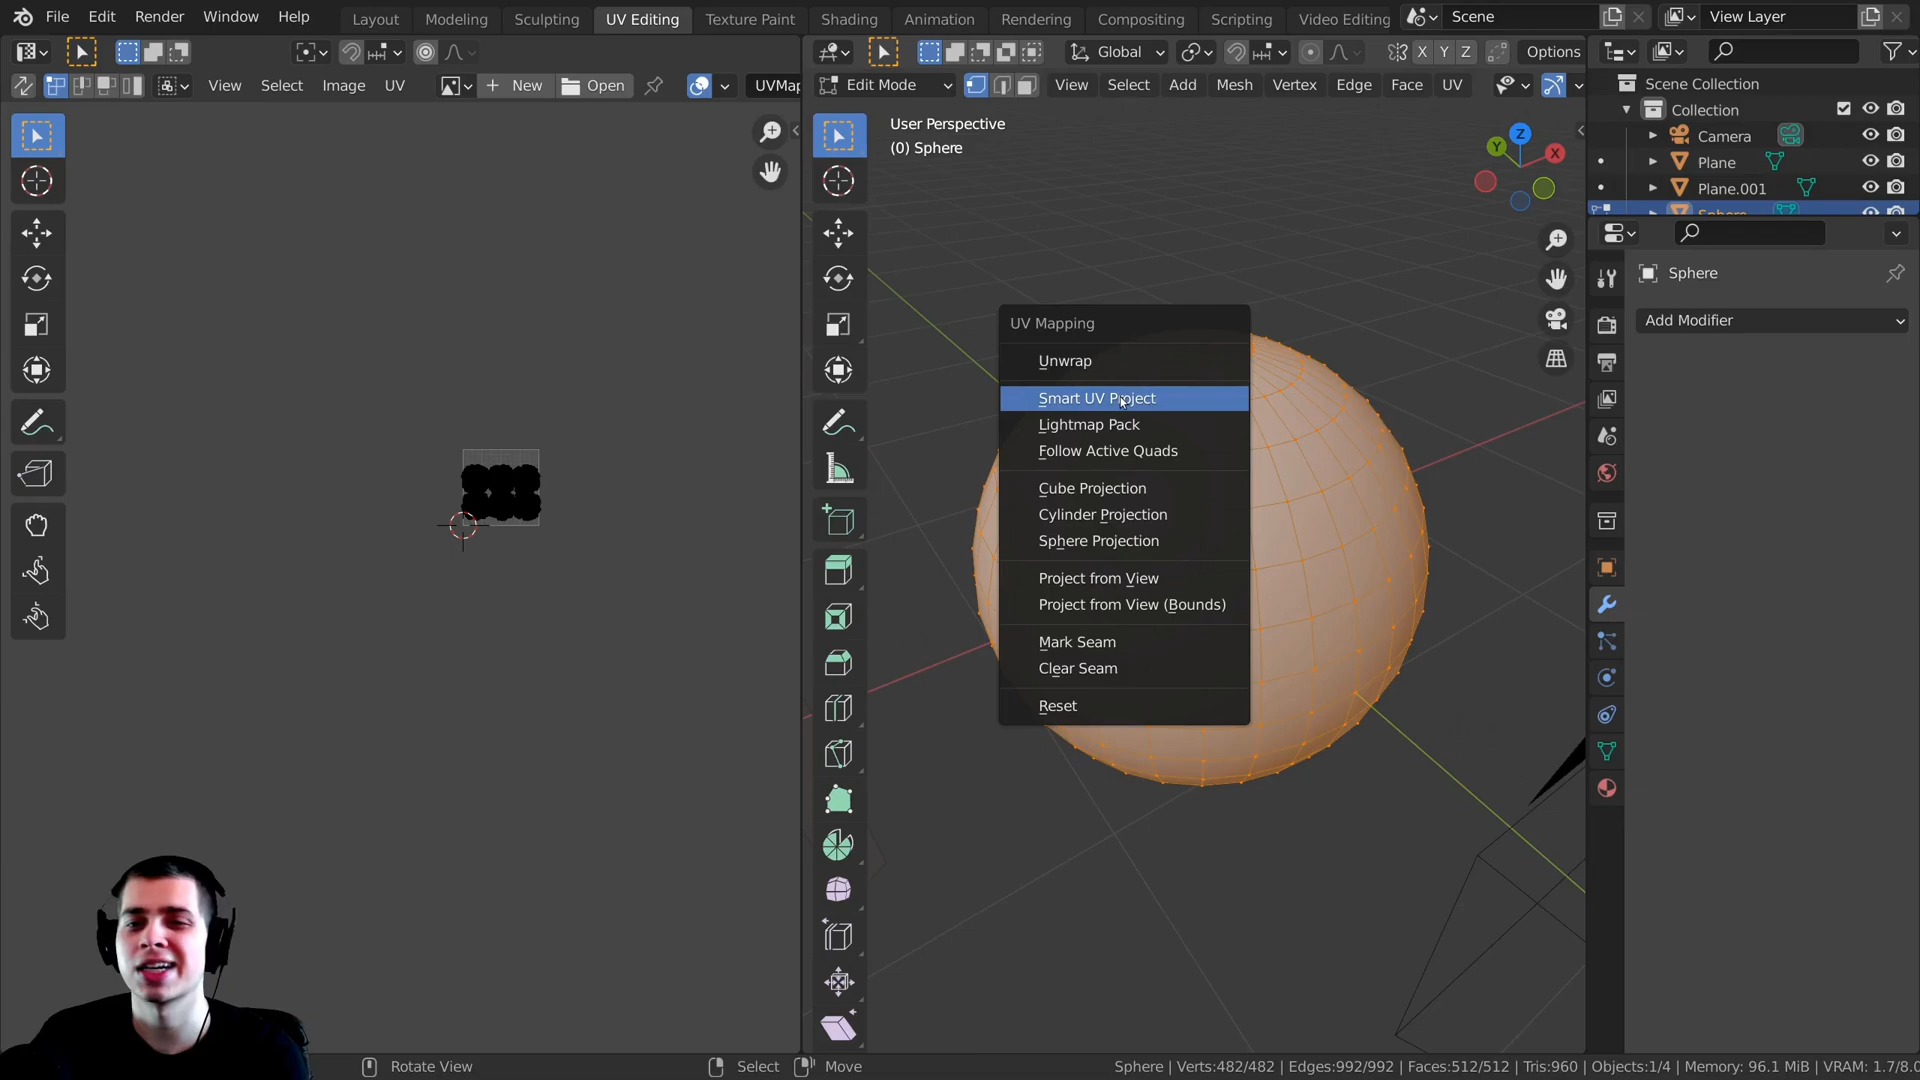 File Edit Render Window Help Layout Modeling Sculpting UV Editing Texture Paint Shading Animation Rendering Compositing Scripting Video Editing Scene View Layer
Global X Y Z Options
View Select Image UV New Open UVMap Edit Mode View Select Add Mesh Vertex Edge Face UV
Scene Collection
Collection
Camera
Plane
Plane.001
Sphere
User Perspective
(0) Sphere
Z
Y
X
Sphere
Add Modifier
UV Mapping
Unwrap
Smart UV Project
Lightmap Pack
Follow Active Quads
Cube Projection
Cylinder Projection
Sphere Projection
Project from View
Project from View (Bounds)
Mark Seam
Clear Seam
Reset
Rotate View Select Move Sphere | Verts:482/482 | Edges:992/992 | Faces:512/512 | Tris:960 | Objects:1/4 | Memory: 96.1 MiB | VRAM: 1.7/8.0